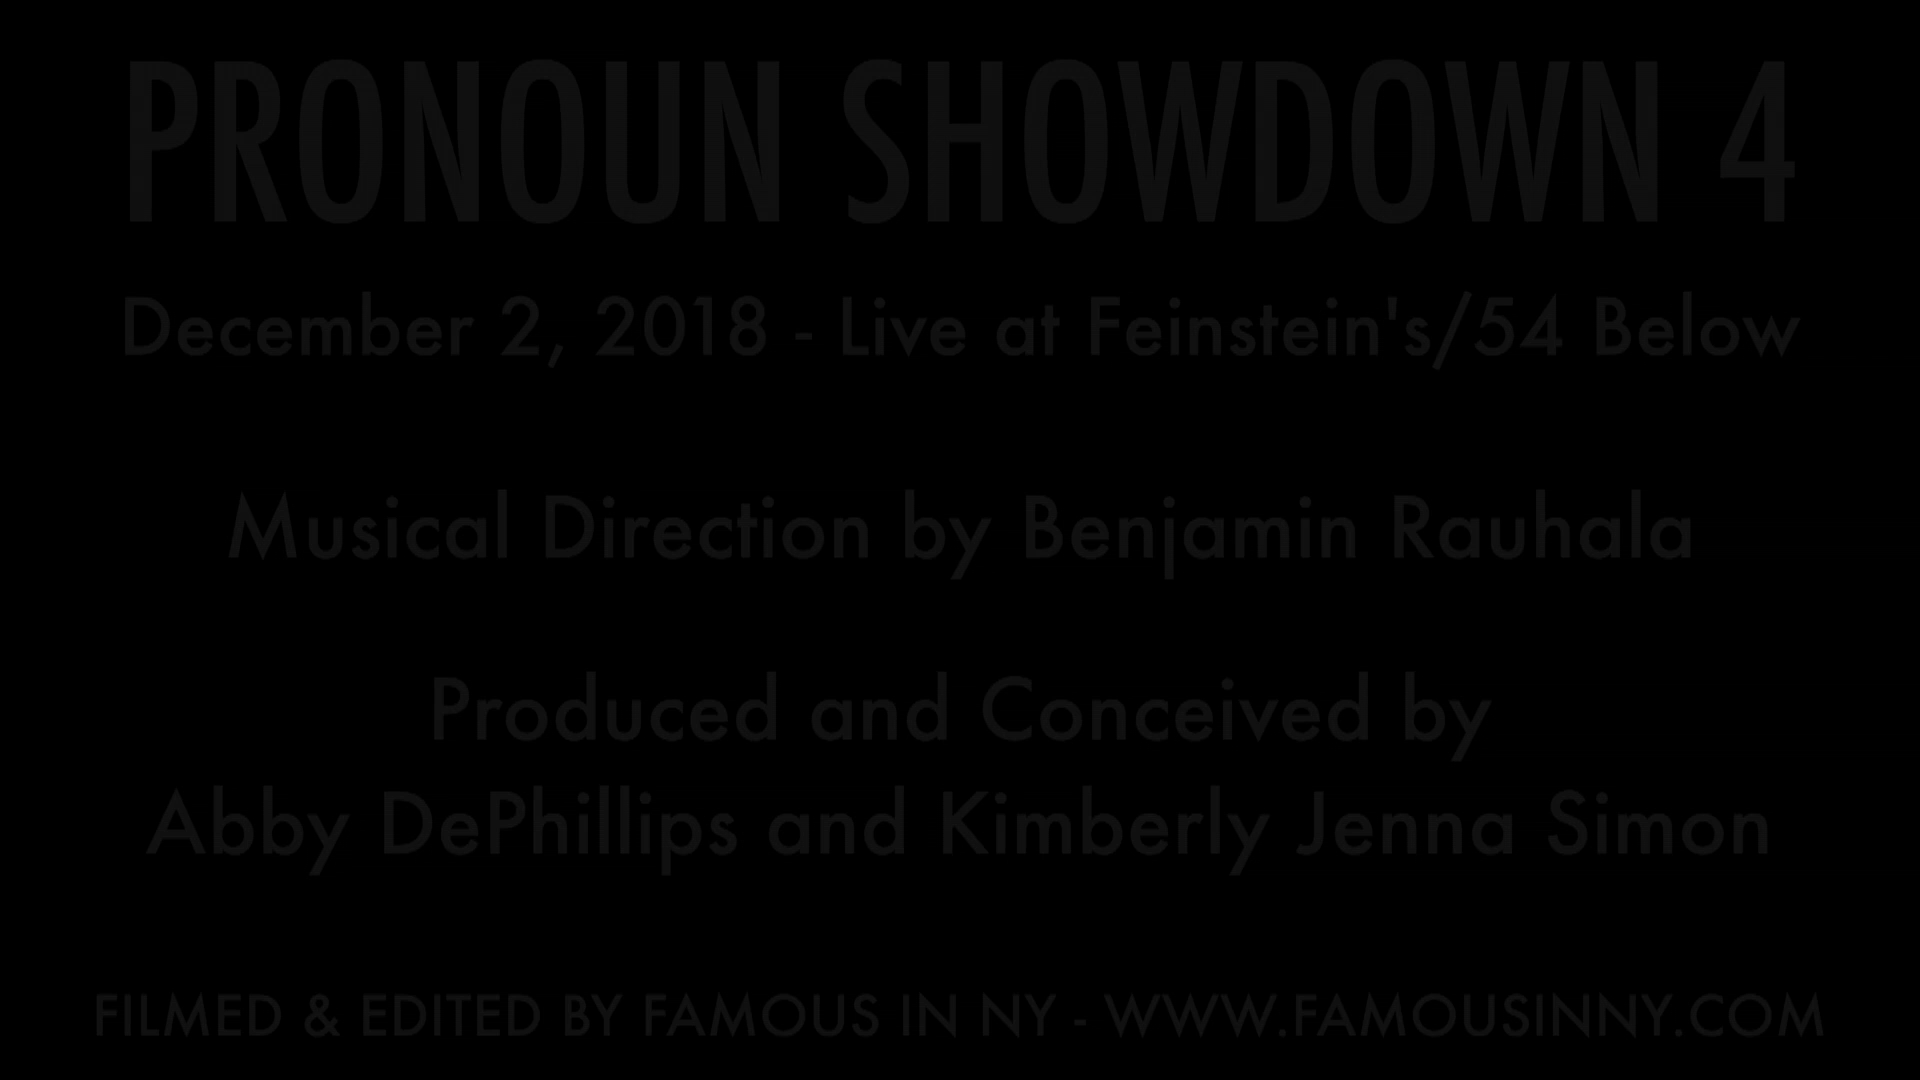 PRONOUN SHOWDOWN 4
December 2, 2018 - Live at Feinstein's/54 Below
Musical Direction by Benjamin Rauhala
Produced and Conceived by
Abby DePhillips and Kimberly Jenna Simon
FILMED & EDITED BY FAMOUS IN NY - WWW.FAMOUSINNY.COM